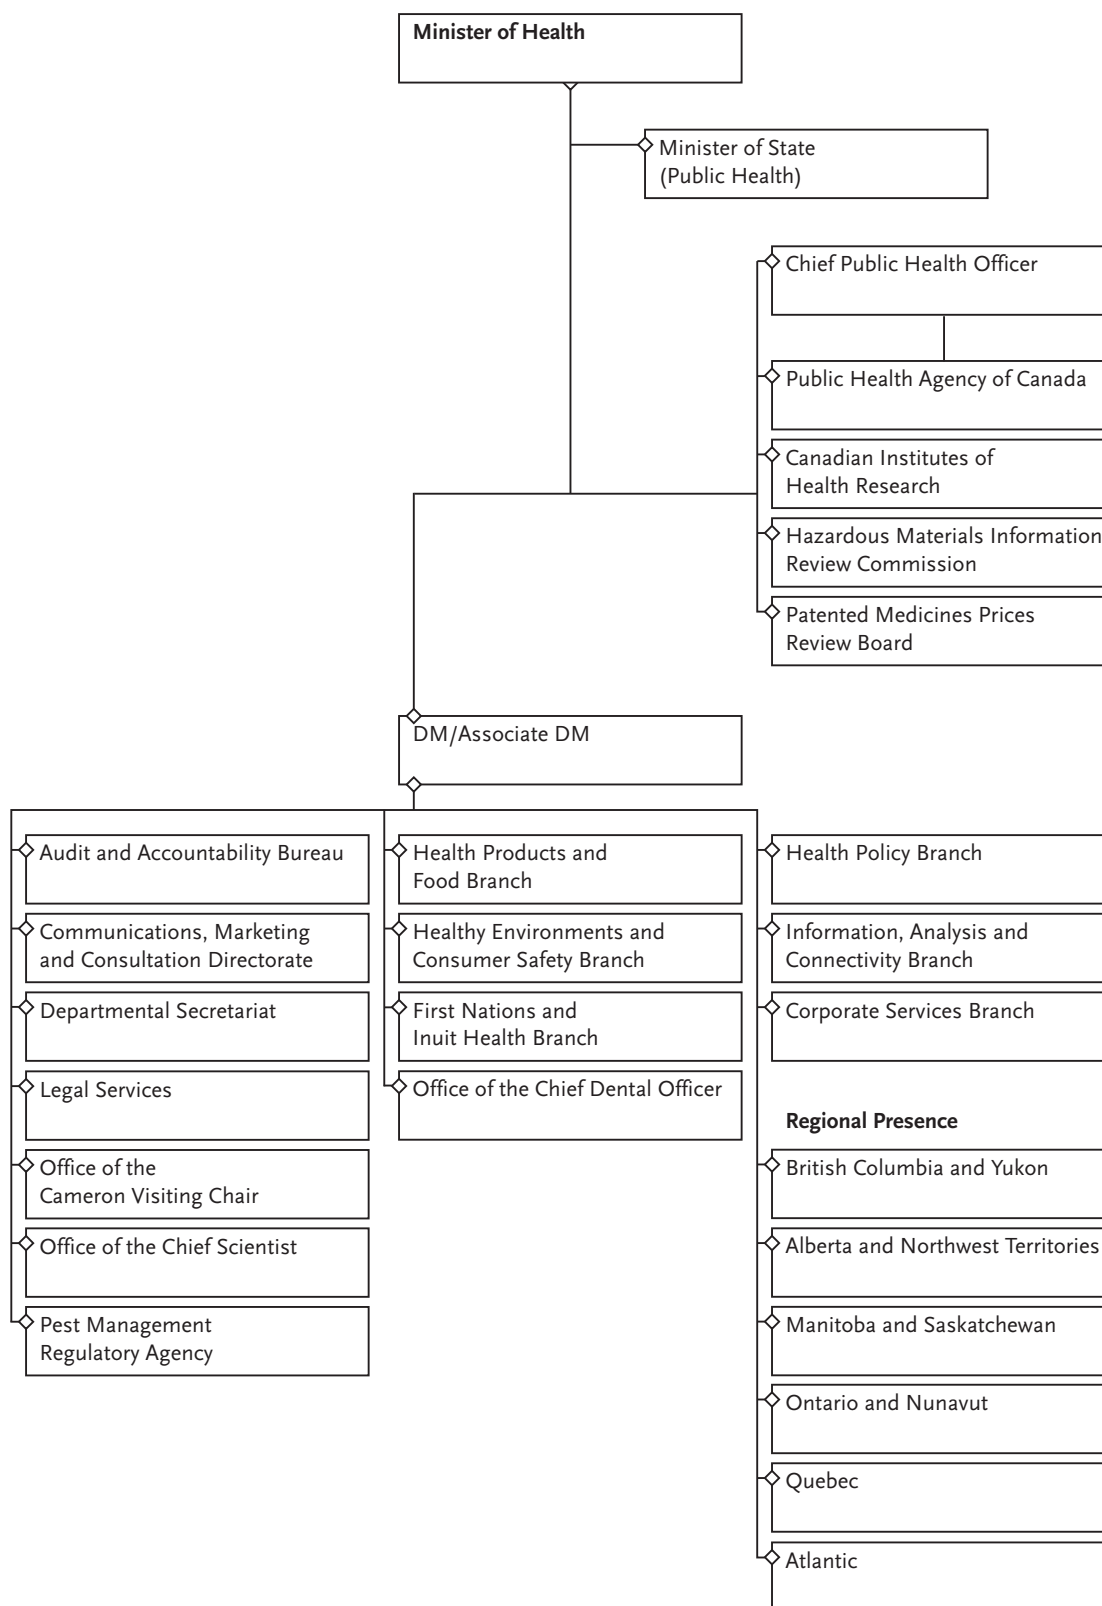 Minister of Health
Minister of State
(Public Health)
Chief Public Health Officer
Public Health Agency of Canada
Canadian Institutes of
Health Research
Hazardous Materials Information
Review Commission
Patented Medicines Prices
Review Board
DM/Associate DM
Audit and Accountability Bureau
Communications, Marketing
and Consultation Directorate
Departmental Secretariat
Legal Services
Office of the
Cameron Visiting Chair
Office of the Chief Scientist
Pest Management
Regulatory Agency
Health Products and
Food Branch
Healthy Environments and
Consumer Safety Branch
First Nations and
Inuit Health Branch
Office of the Chief Dental Officer
Health Policy Branch
Information, Analysis and
Connectivity Branch
Corporate Services Branch
Regional Presence
British Columbia and Yukon
Alberta and Northwest Territories
Manitoba and Saskatchewan
Ontario and Nunavut
Quebec
Atlantic